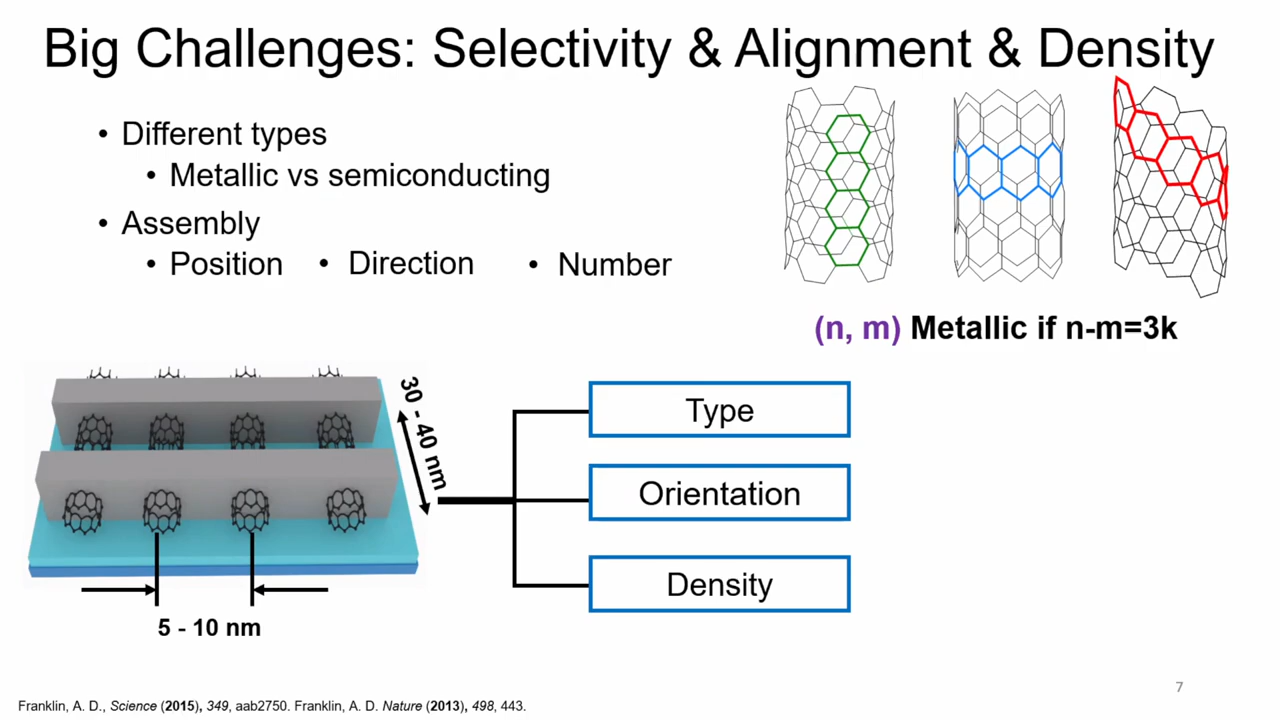 Big Challenges: Selectivity & Alignment & Density
• Different types
• Metallic vs semiconducting
• Assembly
• Position • Direction • Number
(n, m) Metallic if n-m=3k
30 - 40 nm
Type
Orientation
Density
5 - 10 nm
7
Franklin, A. D., Science (2015), 349, aab2750. Franklin, A. D. Nature (2013), 498, 443.